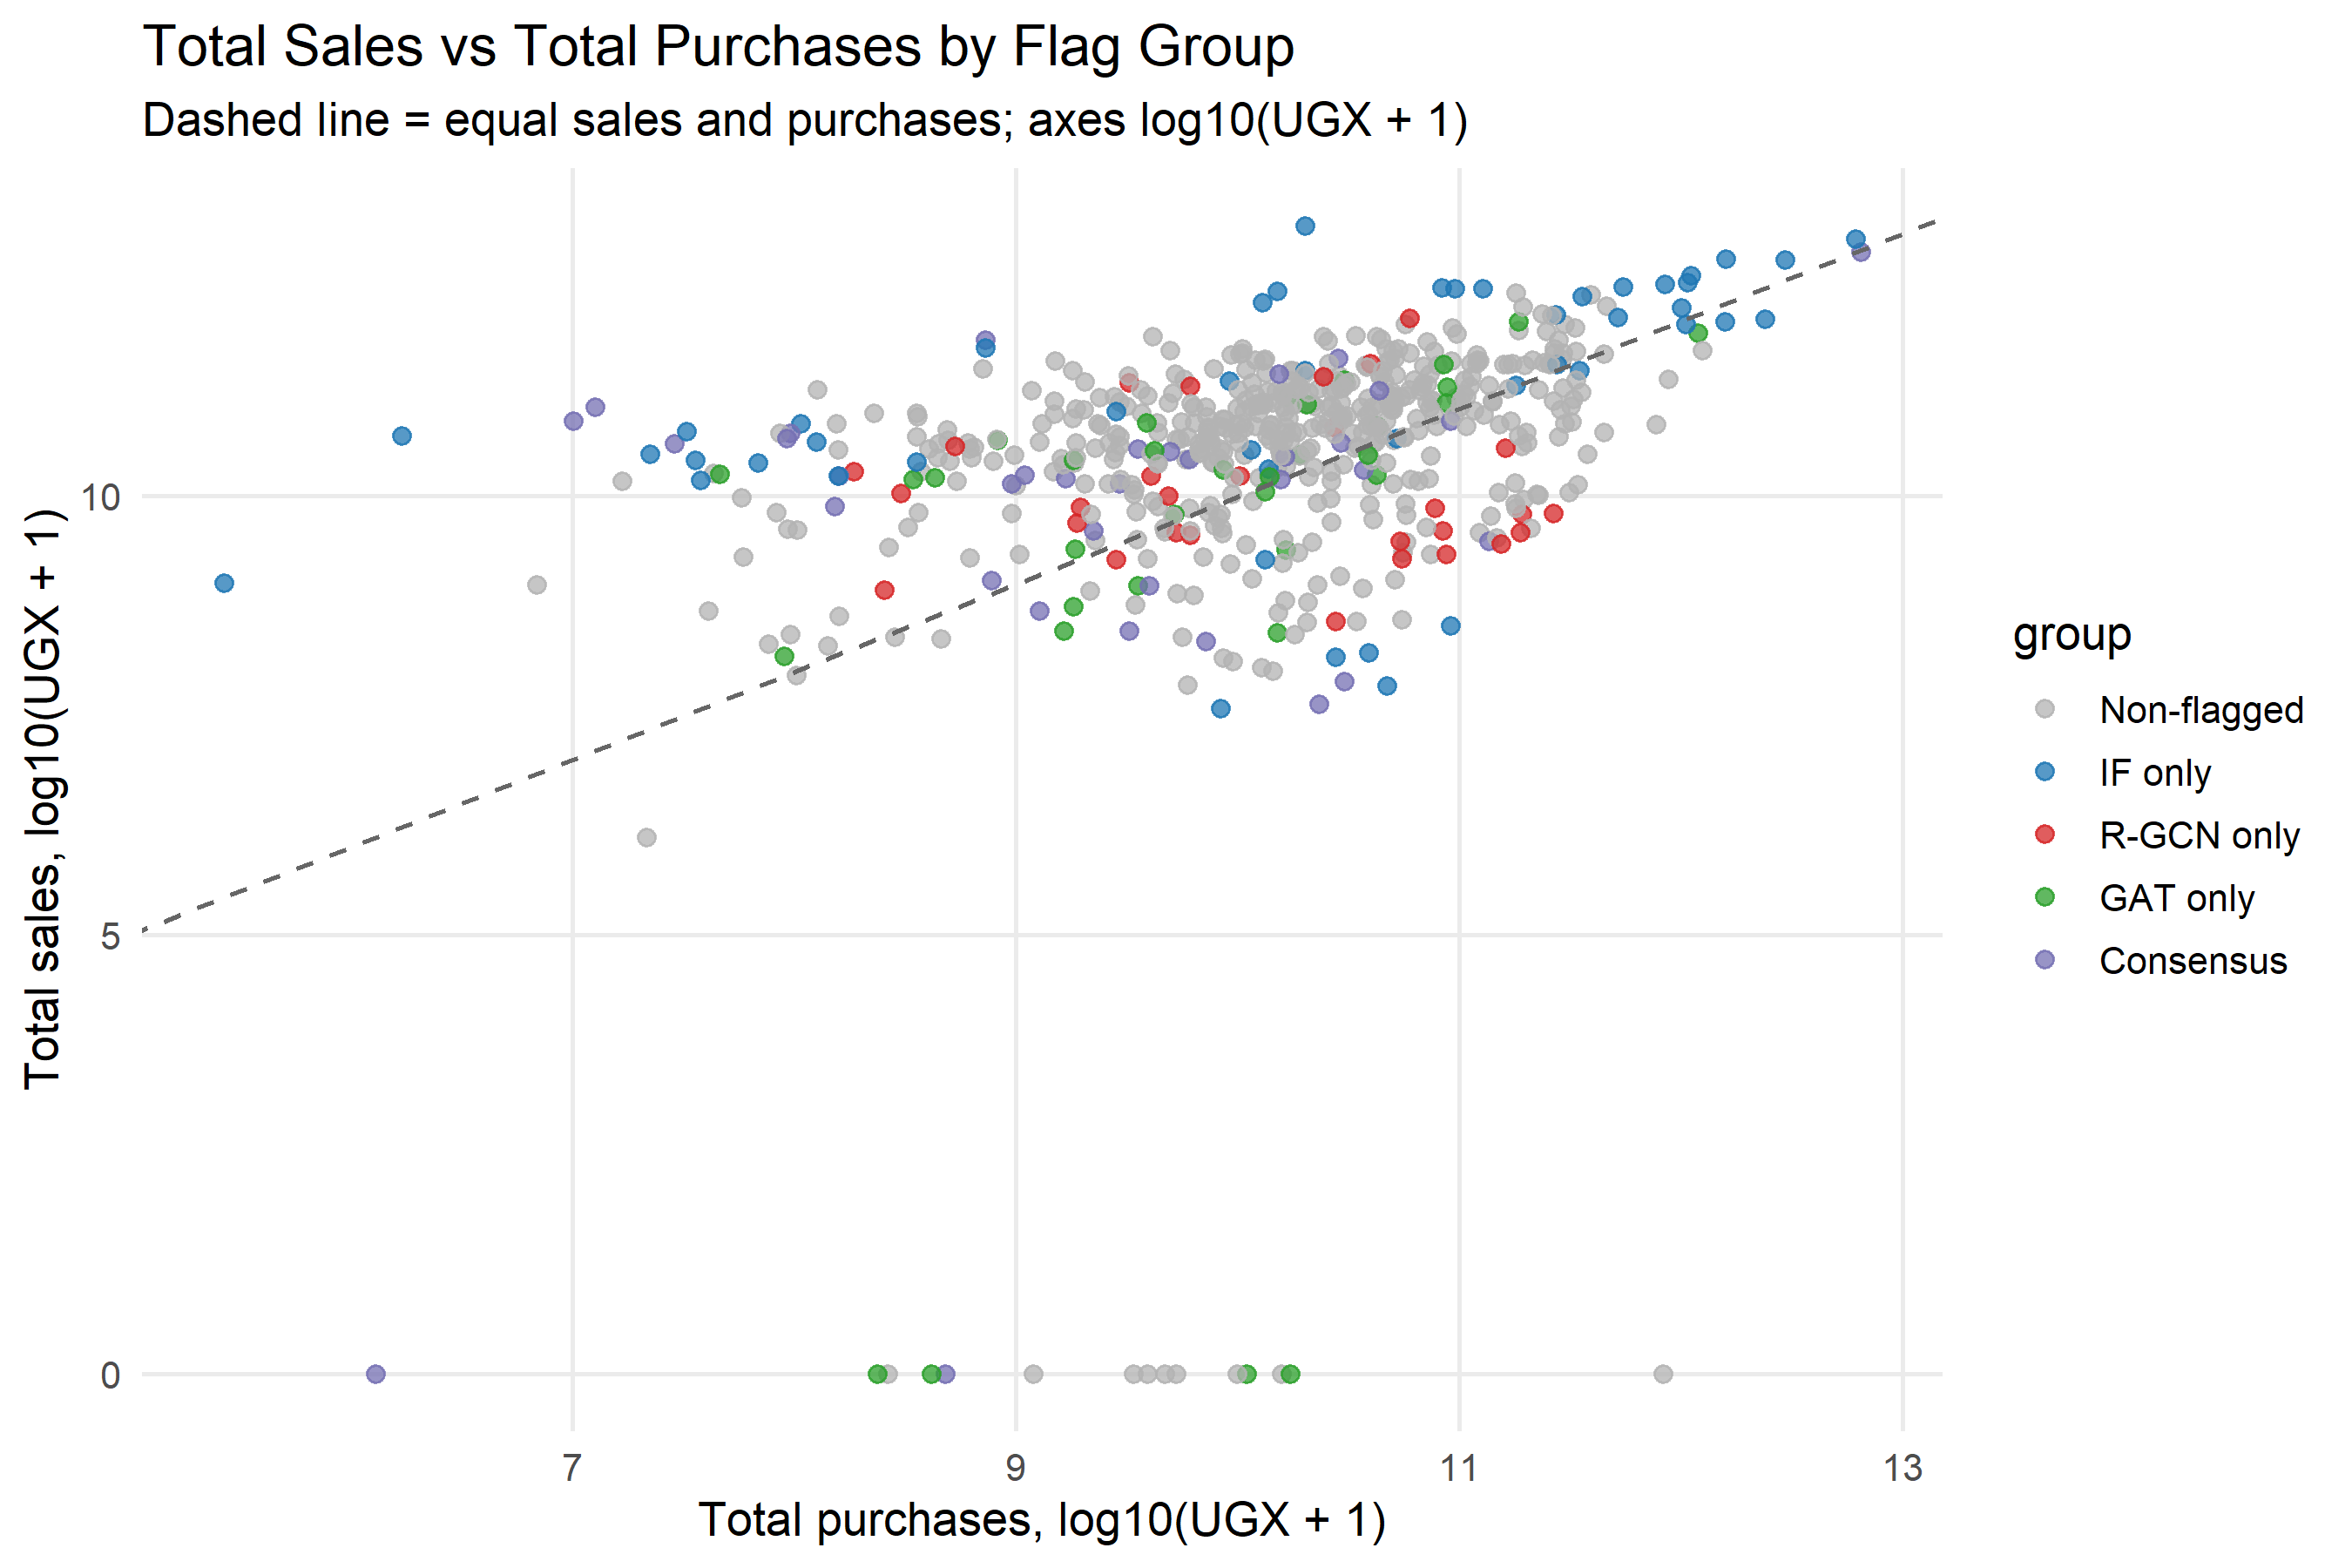 Total Sales vs Total Purchases by Flag Group
Dashed line = equal sales and purchases; axes log10(UGX + 1)
Total sales, log10(UGX + 1)
10
5
0
7
9
11
13
Total purchases, log10(UGX + 1)
group
Non-flagged
IF only
R-GCN only
GAT only
Consensus